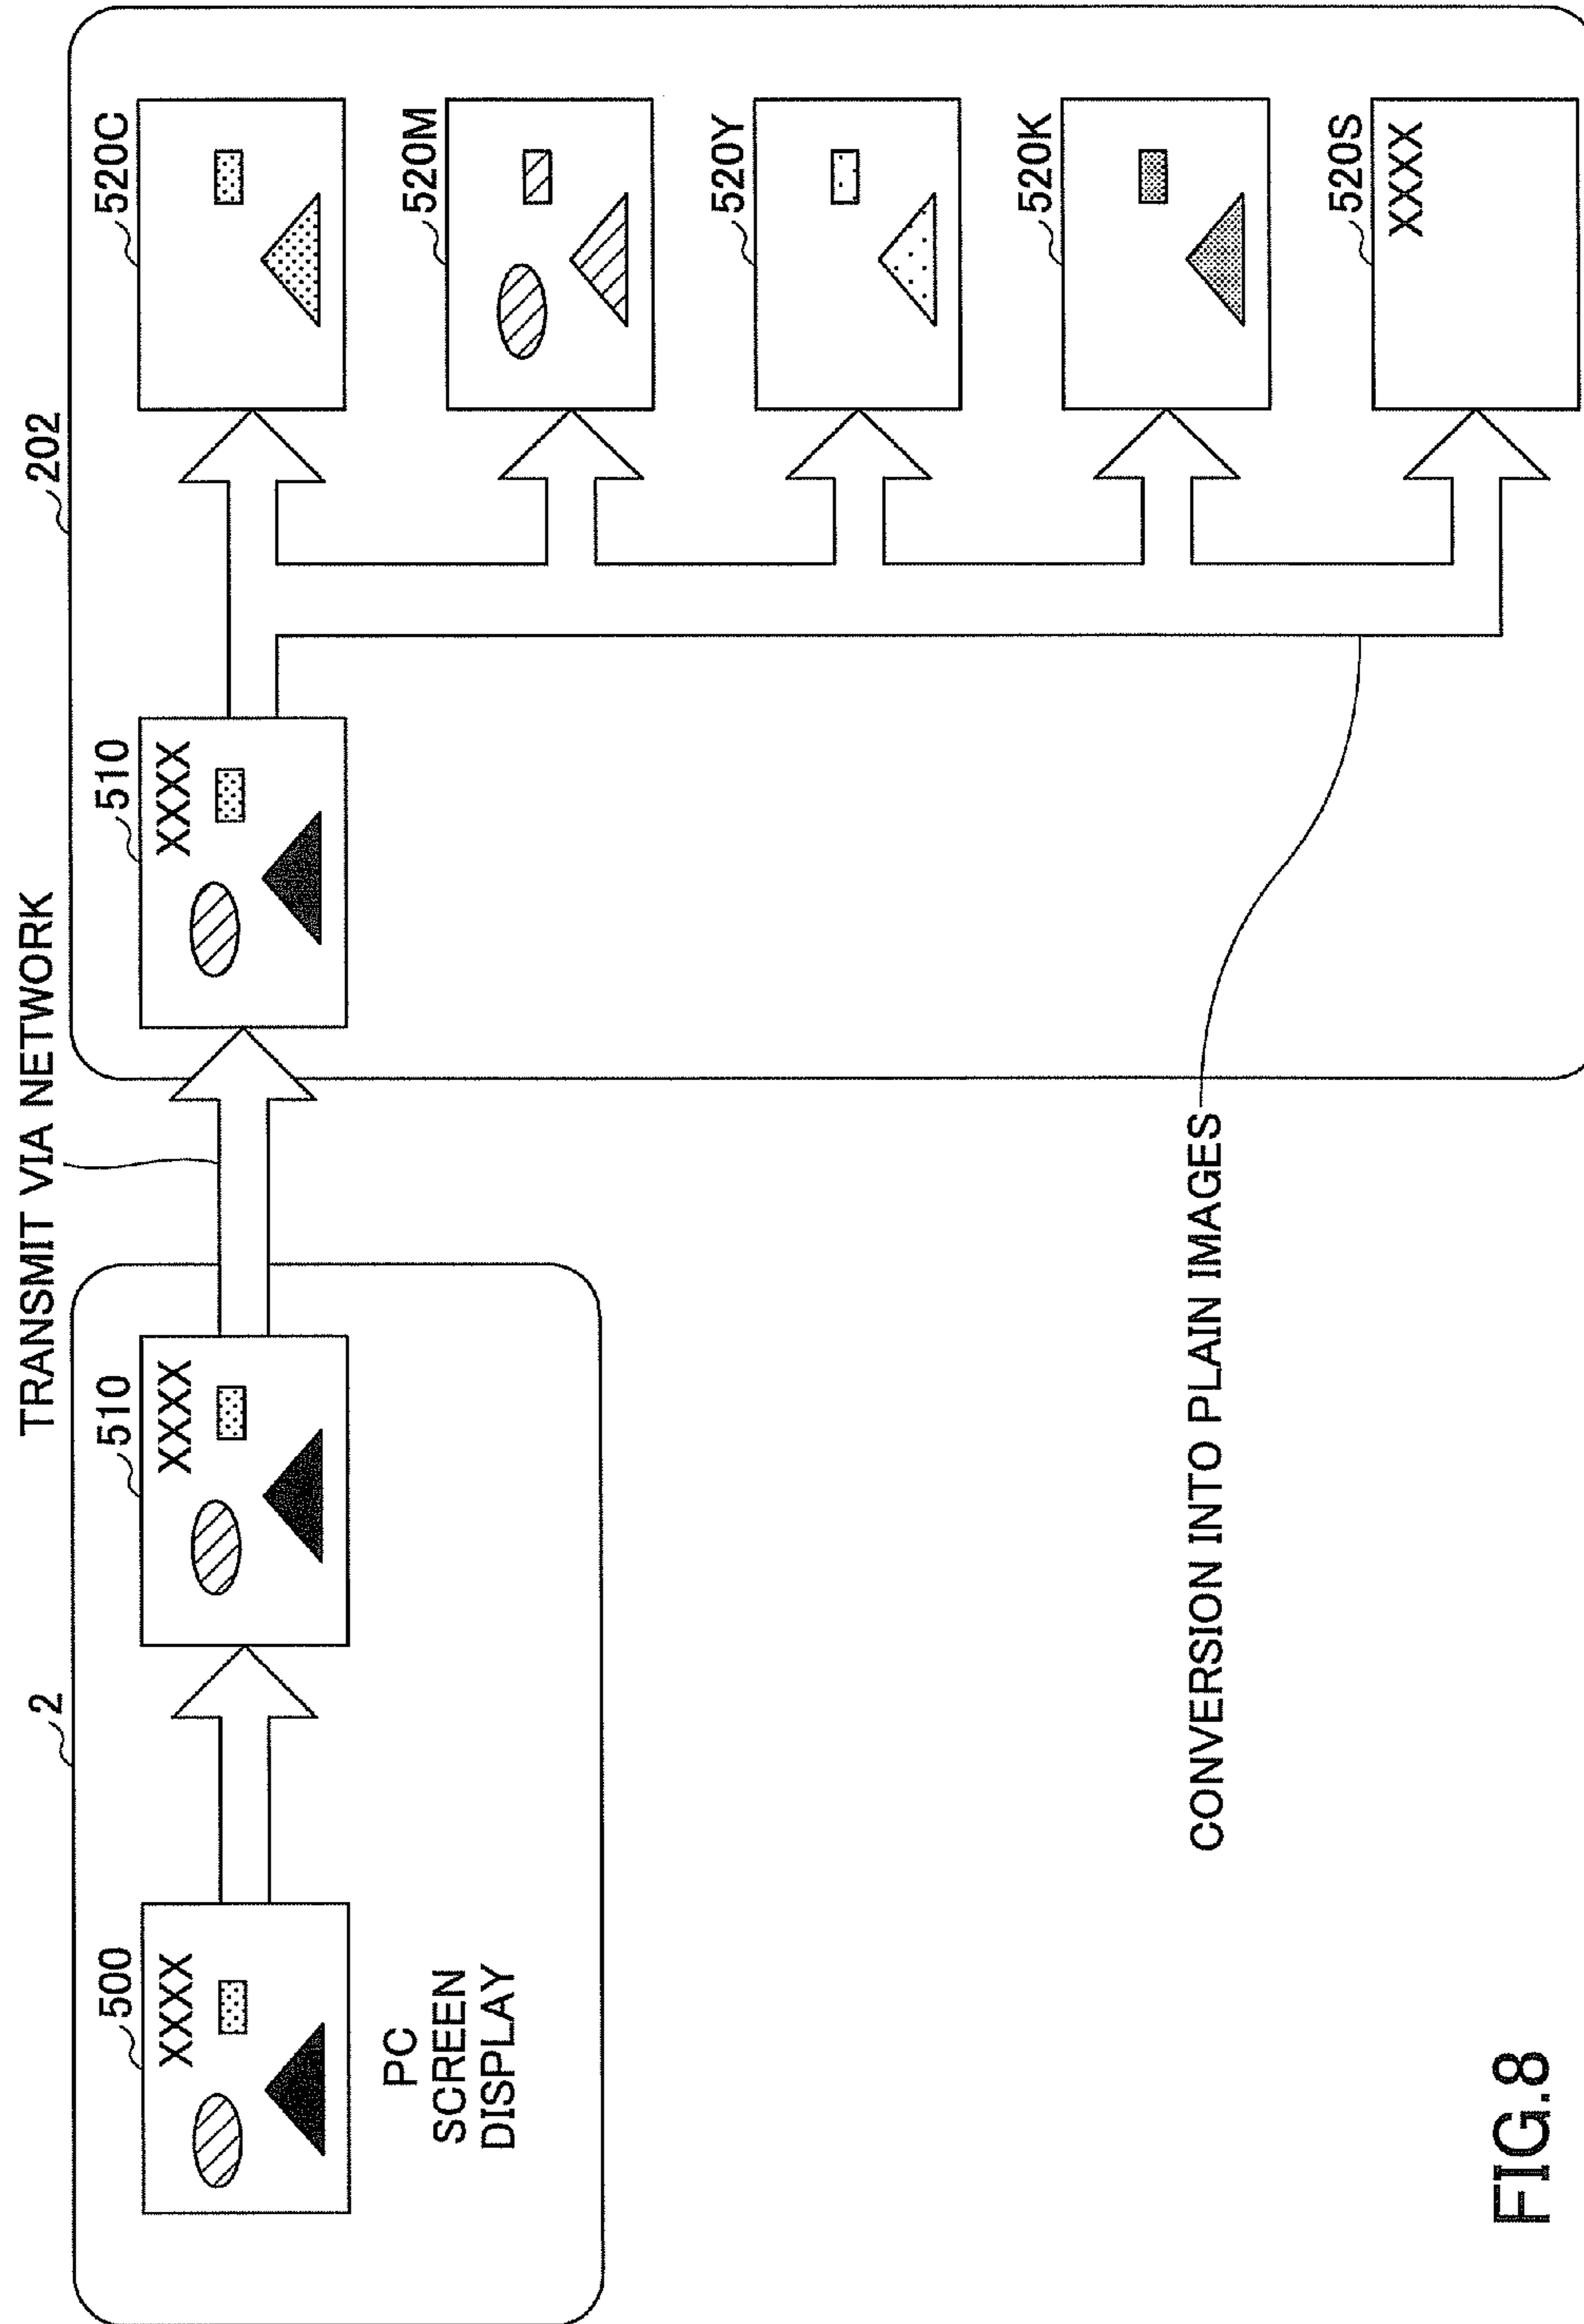 2
500
XXXX
PC
SCREEN
DISPLAY
510
XXXX
TRANSMIT VIA NETWORK
202
510
XXXX
CONVERSION INTO PLAIN IMAGES
520C
520M
520Y
520K
520S
XXXX
FIG.8